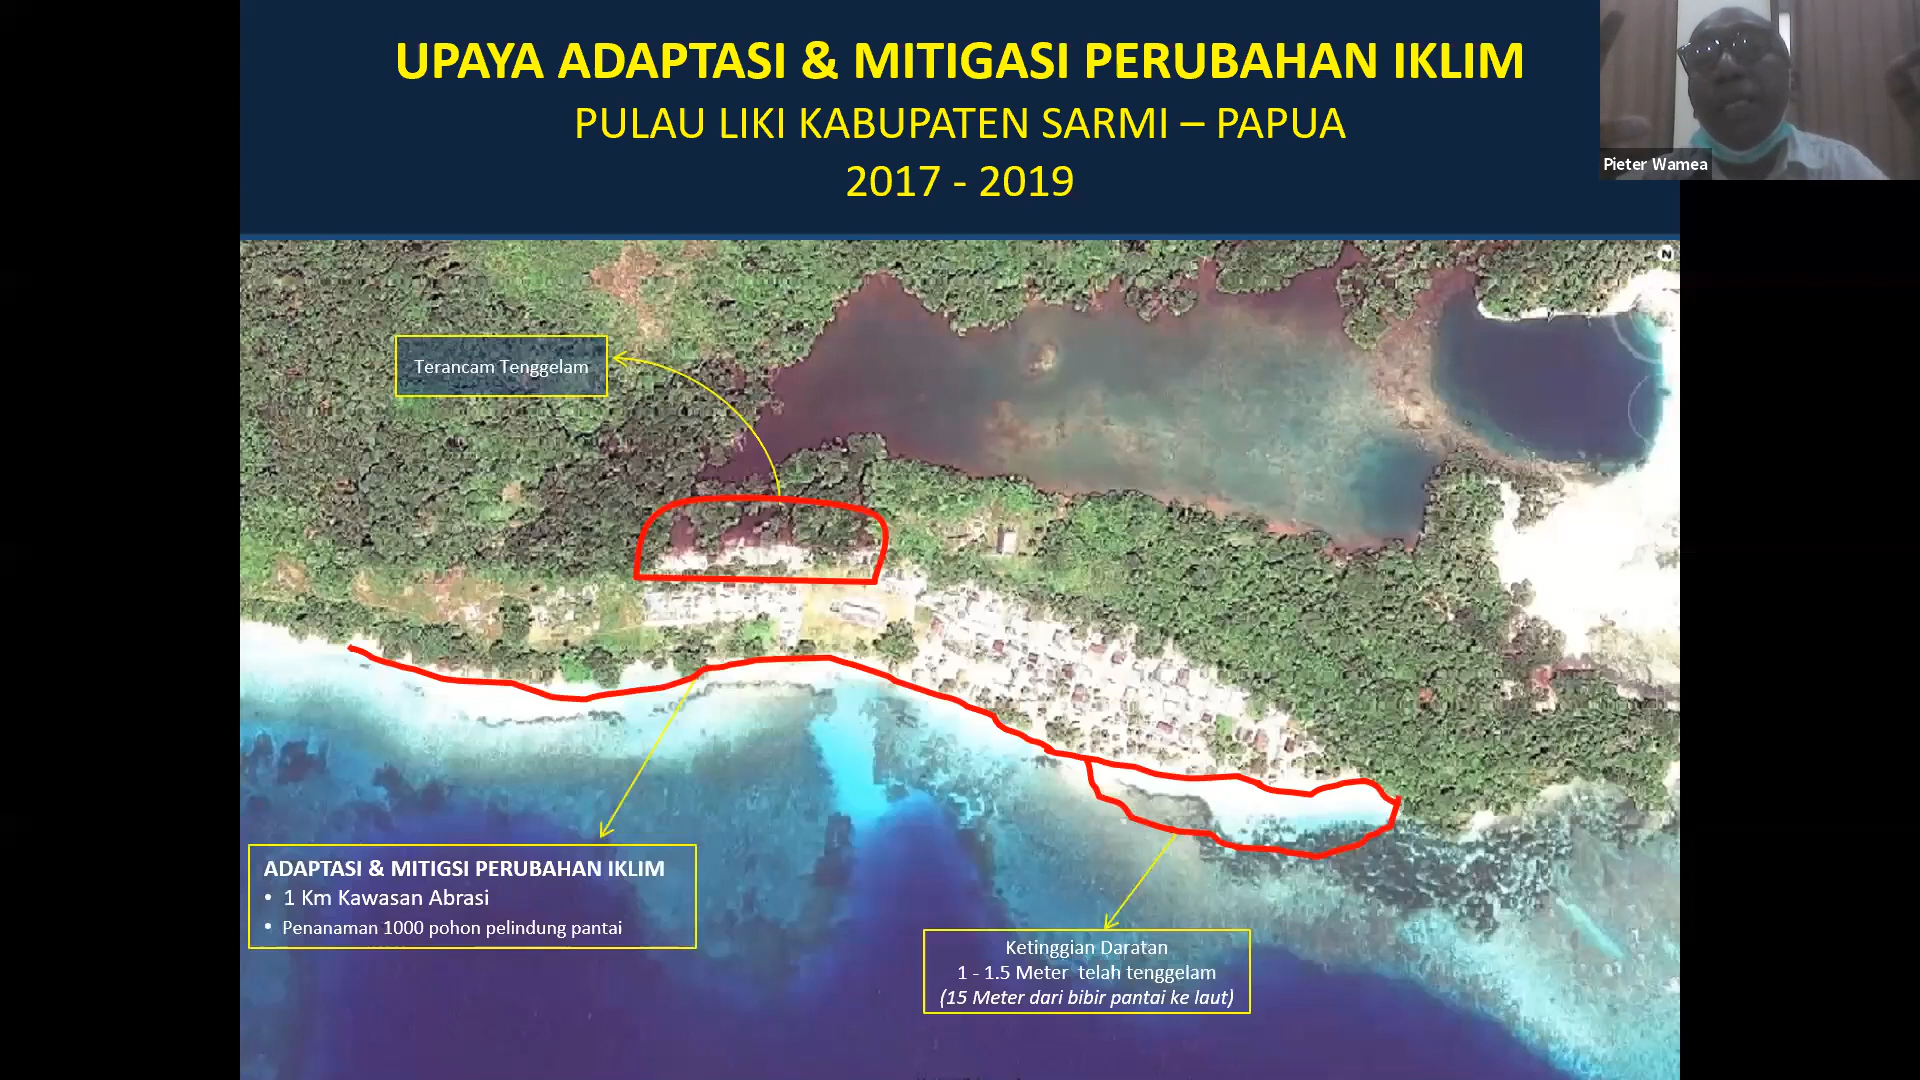 UPAYA ADAPTASI & MITIGASI PERUBAHAN IKLIM
PULAU LIKI KABUPATEN SARMI – PAPUA
2017 - 2019
Pieter Wamea
N
Terancam Tenggelam
ADAPTASI & MITIGSI PERUBAHAN IKLIM
• 1 Km Kawasan Abrasi
• Penanaman 1000 pohon pelindung pantai
Ketinggian Daratan
1 - 1.5 Meter telah tenggelam
(15 Meter dari bibir pantai ke laut)